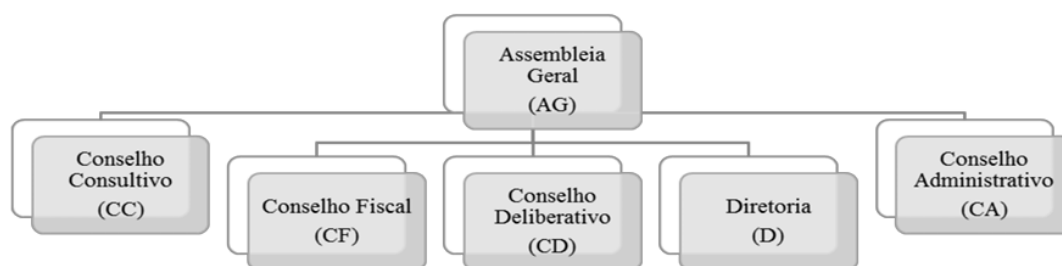 Assembleia
Geral
(AG)
Conselho
Consultivo
(CC)
Conselho Fiscal
(CF)
Conselho
Deliberativo
(CD)
Diretoria
(D)
Conselho
Administrativo
(CA)